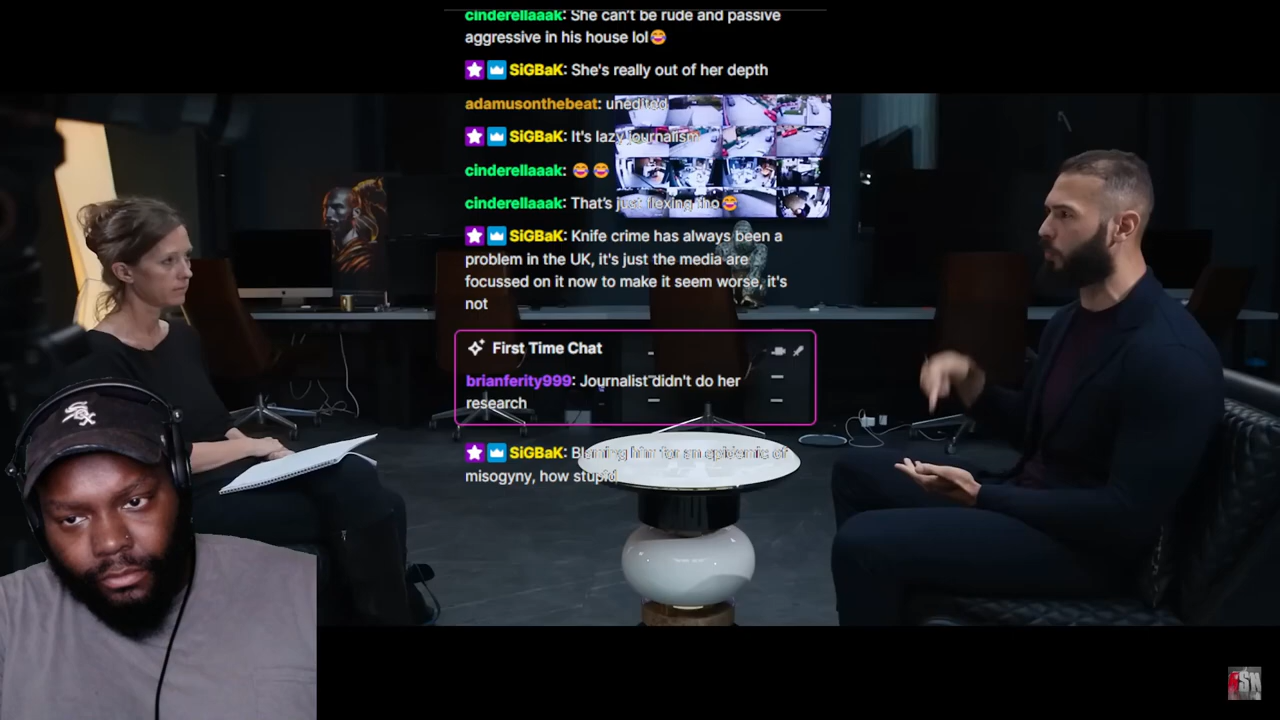 cinderellaaak: She can't be rude and passive
aggressive in his house lol😂
SiGBaK: She's really out of her depth
adamusonthebeat: unedited
SiGBaK: It's lazy journalism
cinderellaaak: 😂 😂
cinderellaaak: That's just flexing tho😂
SiGBaK: Knife crime has always been a
problem in the UK, it's just the media are
focussed on it now to make it seem worse, it's
not
First Time Chat
brianferity999: Journalist didn't do her
research
SiGBaK: Blaming him for an epidemic of
misogyny, how stupid